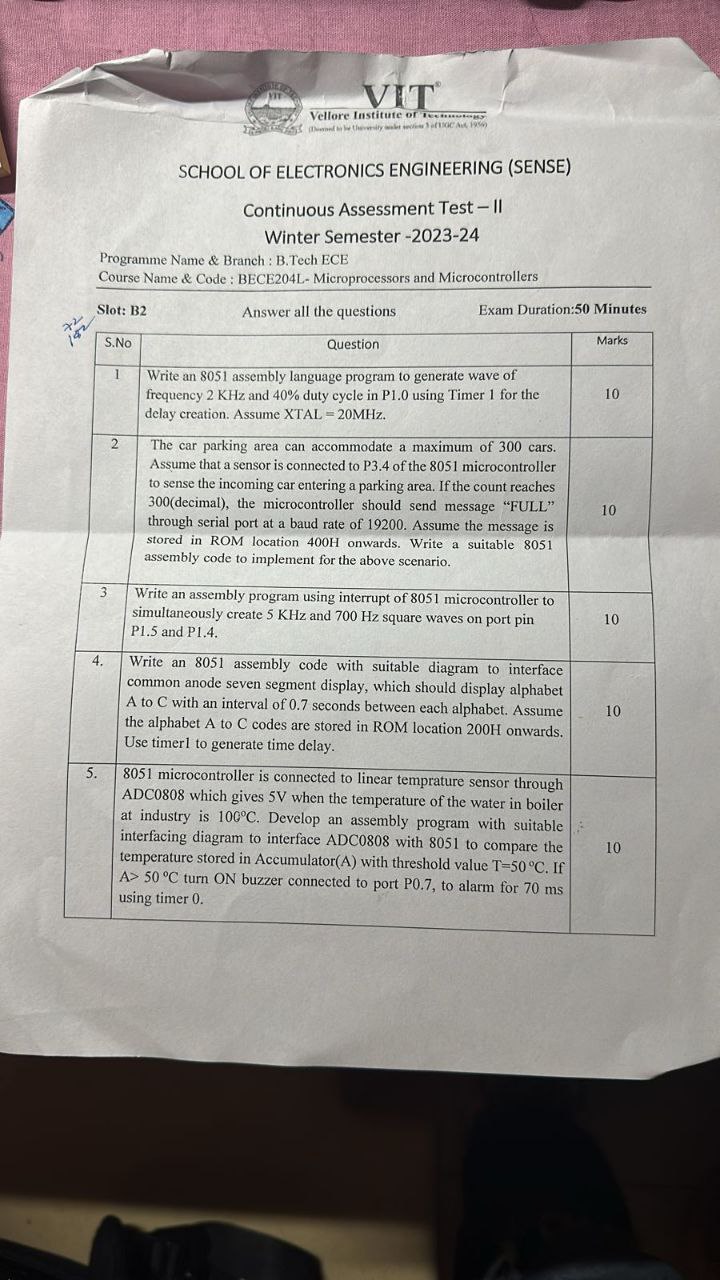 VIT
VIT®
Vellore Institute of Technology
(Deemed to be University under section 3 of UGC Act, 1956)
SCHOOL OF ELECTRONICS ENGINEERING (SENSE)
Continuous Assessment Test – II
Winter Semester -2023-24
Programme Name & Branch : B.Tech ECE
Course Name & Code : BECE204L- Microprocessors and Microcontrollers
Slot: B2 Answer all the questions Exam Duration:50 Minutes
S.No Question Marks
1 Write an 8051 assembly language program to generate wave of
frequency 2 KHz and 40% duty cycle in P1.0 using Timer 1 for the 10
delay creation. Assume XTAL = 20MHz.
2 The car parking area can accommodate a maximum of 300 cars.
Assume that a sensor is connected to P3.4 of the 8051 microcontroller
to sense the incoming car entering a parking area. If the count reaches
300(decimal), the microcontroller should send message “FULL” 10
through serial port at a baud rate of 19200. Assume the message is
stored in ROM location 400H onwards. Write a suitable 8051
assembly code to implement for the above scenario.
3 Write an assembly program using interrupt of 8051 microcontroller to
simultaneously create 5 KHz and 700 Hz square waves on port pin 10
P1.5 and P1.4.
4. Write an 8051 assembly code with suitable diagram to interface
common anode seven segment display, which should display alphabet
A to C with an interval of 0.7 seconds between each alphabet. Assume 10
the alphabet A to C codes are stored in ROM location 200H onwards.
Use timer1 to generate time delay.
5. 8051 microcontroller is connected to linear temprature sensor through
ADC0808 which gives 5V when the temperature of the water in boiler
at industry is 100°C. Develop an assembly program with suitable
interfacing diagram to interface ADC0808 with 8051 to compare the 10
temperature stored in Accumulator(A) with threshold value T=50 °C. If
A> 50 °C turn ON buzzer connected to port P0.7, to alarm for 70 ms
using timer 0.